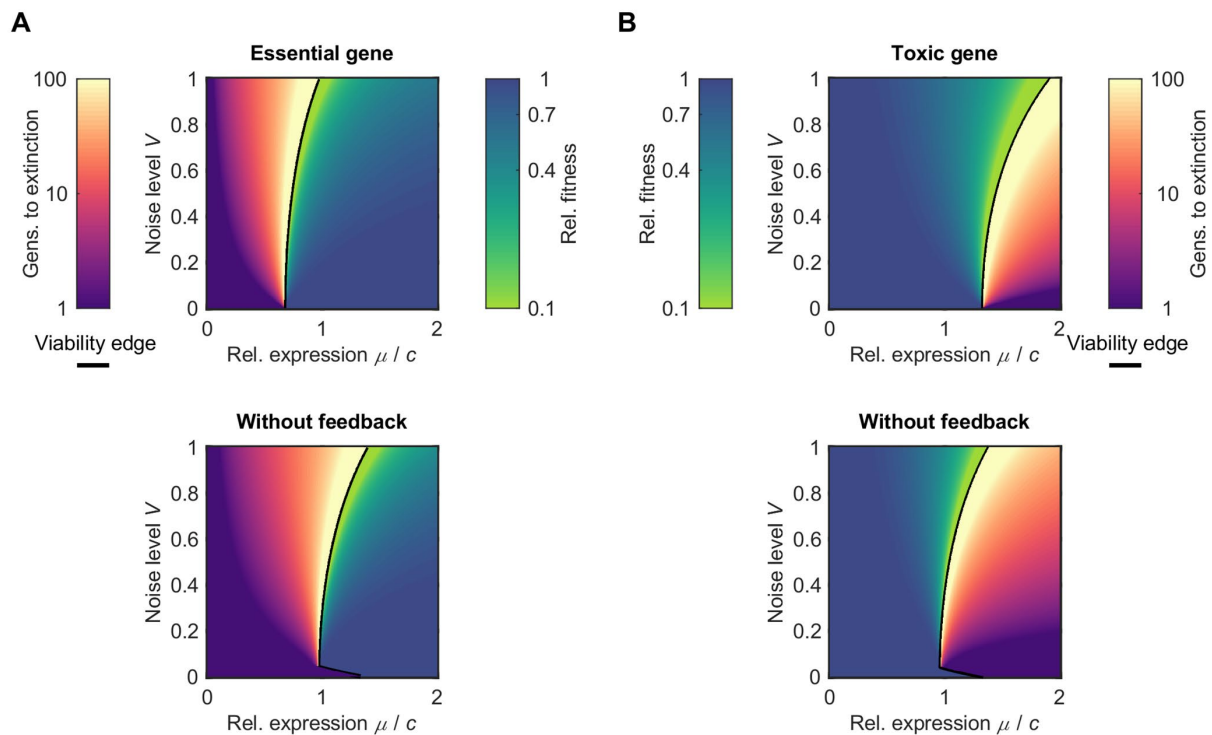 A
Essential gene
100
10
1
Gens. to extinction
Viability edge
1
0.8
0.6
0.4
0.2
0
Noise level V
0
1
2
Rel. expression μ / c
1
0.7
0.4
0.1
Rel. fitness
B
Toxic gene
Rel. fitness
1
0.7
0.4
0.1
1
0.8
0.6
0.4
0.2
0
Noise level V
0
1
2
Rel. expression μ / c
100
10
1
Gens. to extinction
Viability edge
Without feedback
1
0.8
0.6
0.4
0.2
0
Noise level V
0
1
2
Rel. expression μ / c
Without feedback
1
0.8
0.6
0.4
0.2
0
Noise level V
0
1
2
Rel. expression μ / c